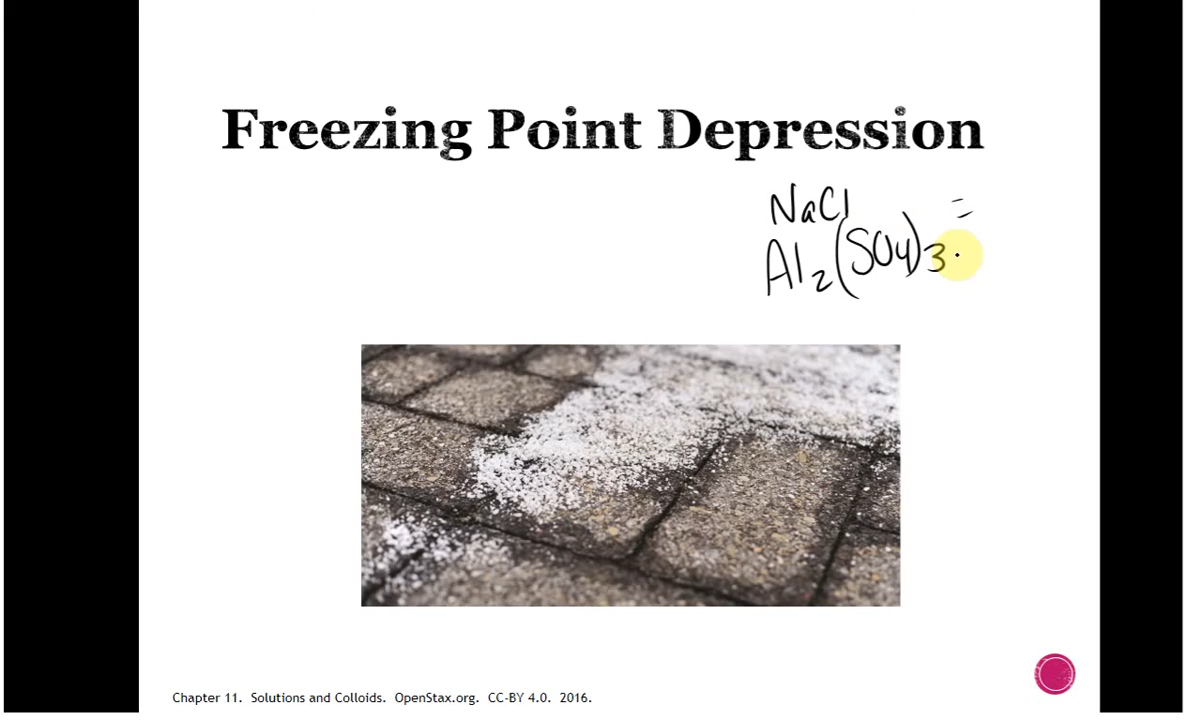 Freezing Point Depression
NaCl =
Al₂(SO₄)₃
Chapter 11. Solutions and Colloids. OpenStax.org. CC-BY 4.0. 2016.